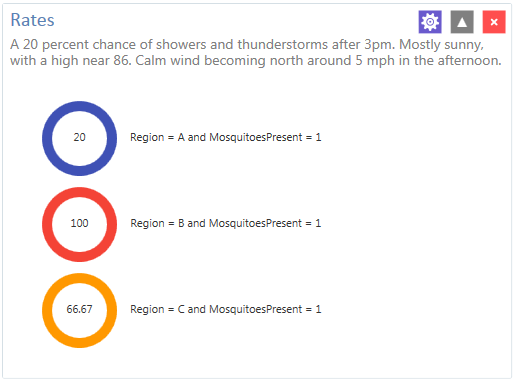 Rates
A 20 percent chance of showers and thunderstorms after 3pm. Mostly sunny,
with a high near 86. Calm wind becoming north around 5 mph in the afternoon.
20 Region = A and MosquitoesPresent = 1
100 Region = B and MosquitoesPresent = 1
66.67 Region = C and MosquitoesPresent = 1